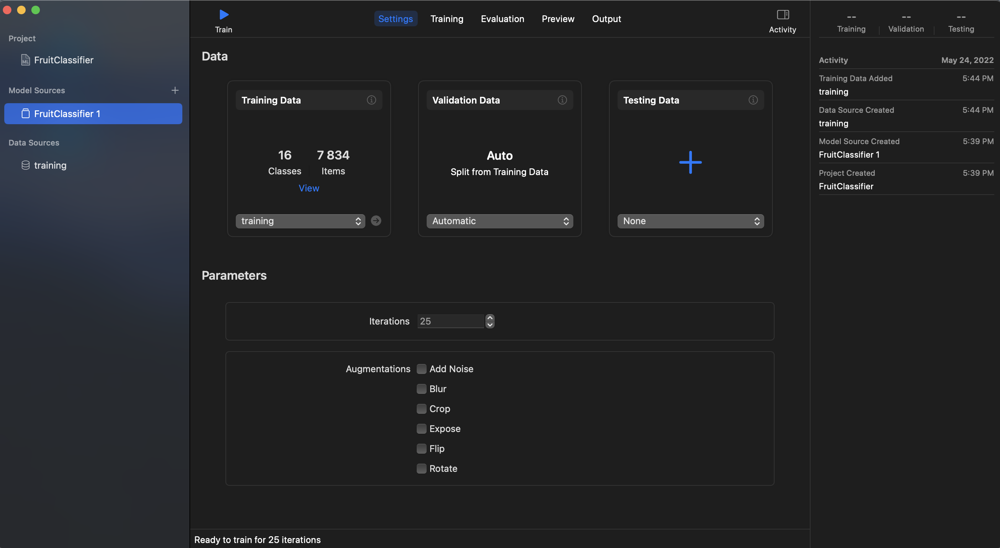 Project
ML
FruitClassifier
Model Sources
FruitClassifier 1
Data Sources
training
Train
Settings
Training
Evaluation
Preview
Output
Activity
Data
Training Data
16
Classes
7 834
Items
View
training
Validation Data
Auto
Split from Training Data
Automatic
Testing Data
None
Parameters
Iterations 25
Augmentations Add Noise
Blur
Crop
Expose
Flip
Rotate
Ready to train for 25 iterations
--
Training
--
Validation
--
Testing
Activity May 24, 2022
Training Data Added 5:44 PM
training
Data Source Created 5:44 PM
training
Model Source Created 5:39 PM
FruitClassifier 1
Project Created 5:39 PM
FruitClassifier